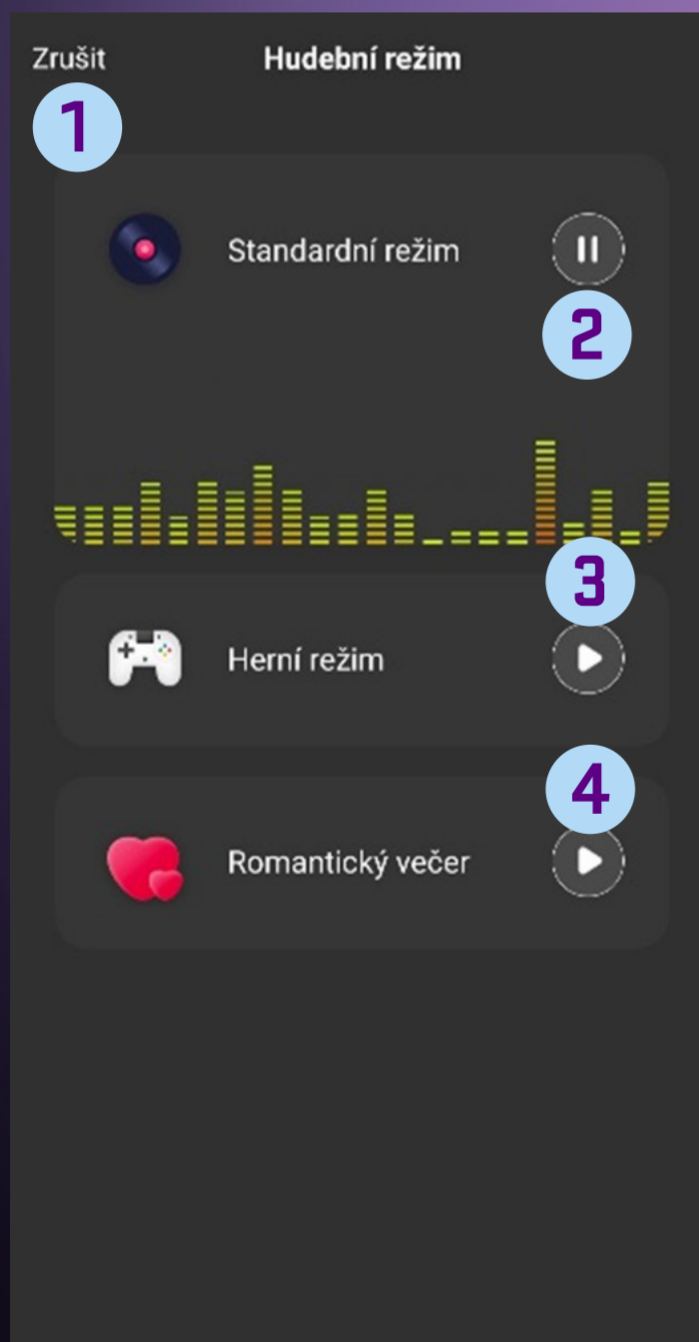 Zrušit Hudební režim
1
Standardní režim
2
3
Herní režim
4
Romantický večer